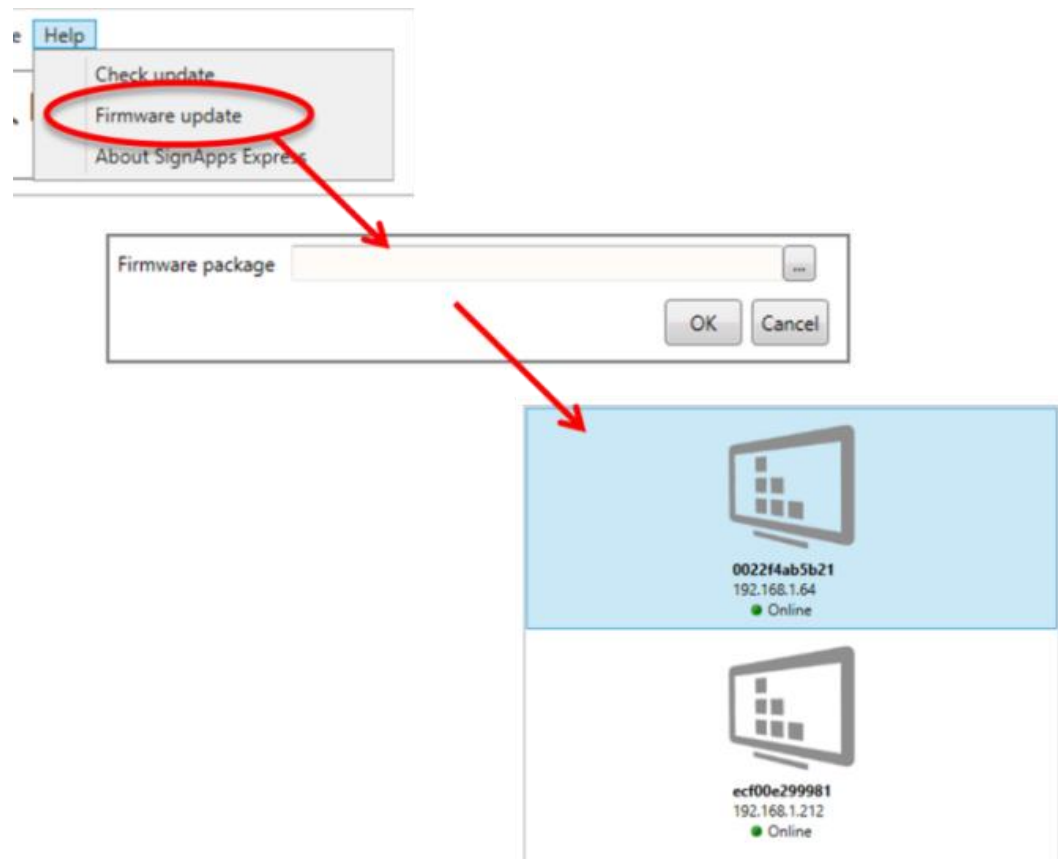 e Help
Check update
Firmware update
About SignApps Express
Firmware package ...
OK Cancel
0022f4ab5b21
192.168.1.64
Online
ecf00e299981
192.168.1.212
Online